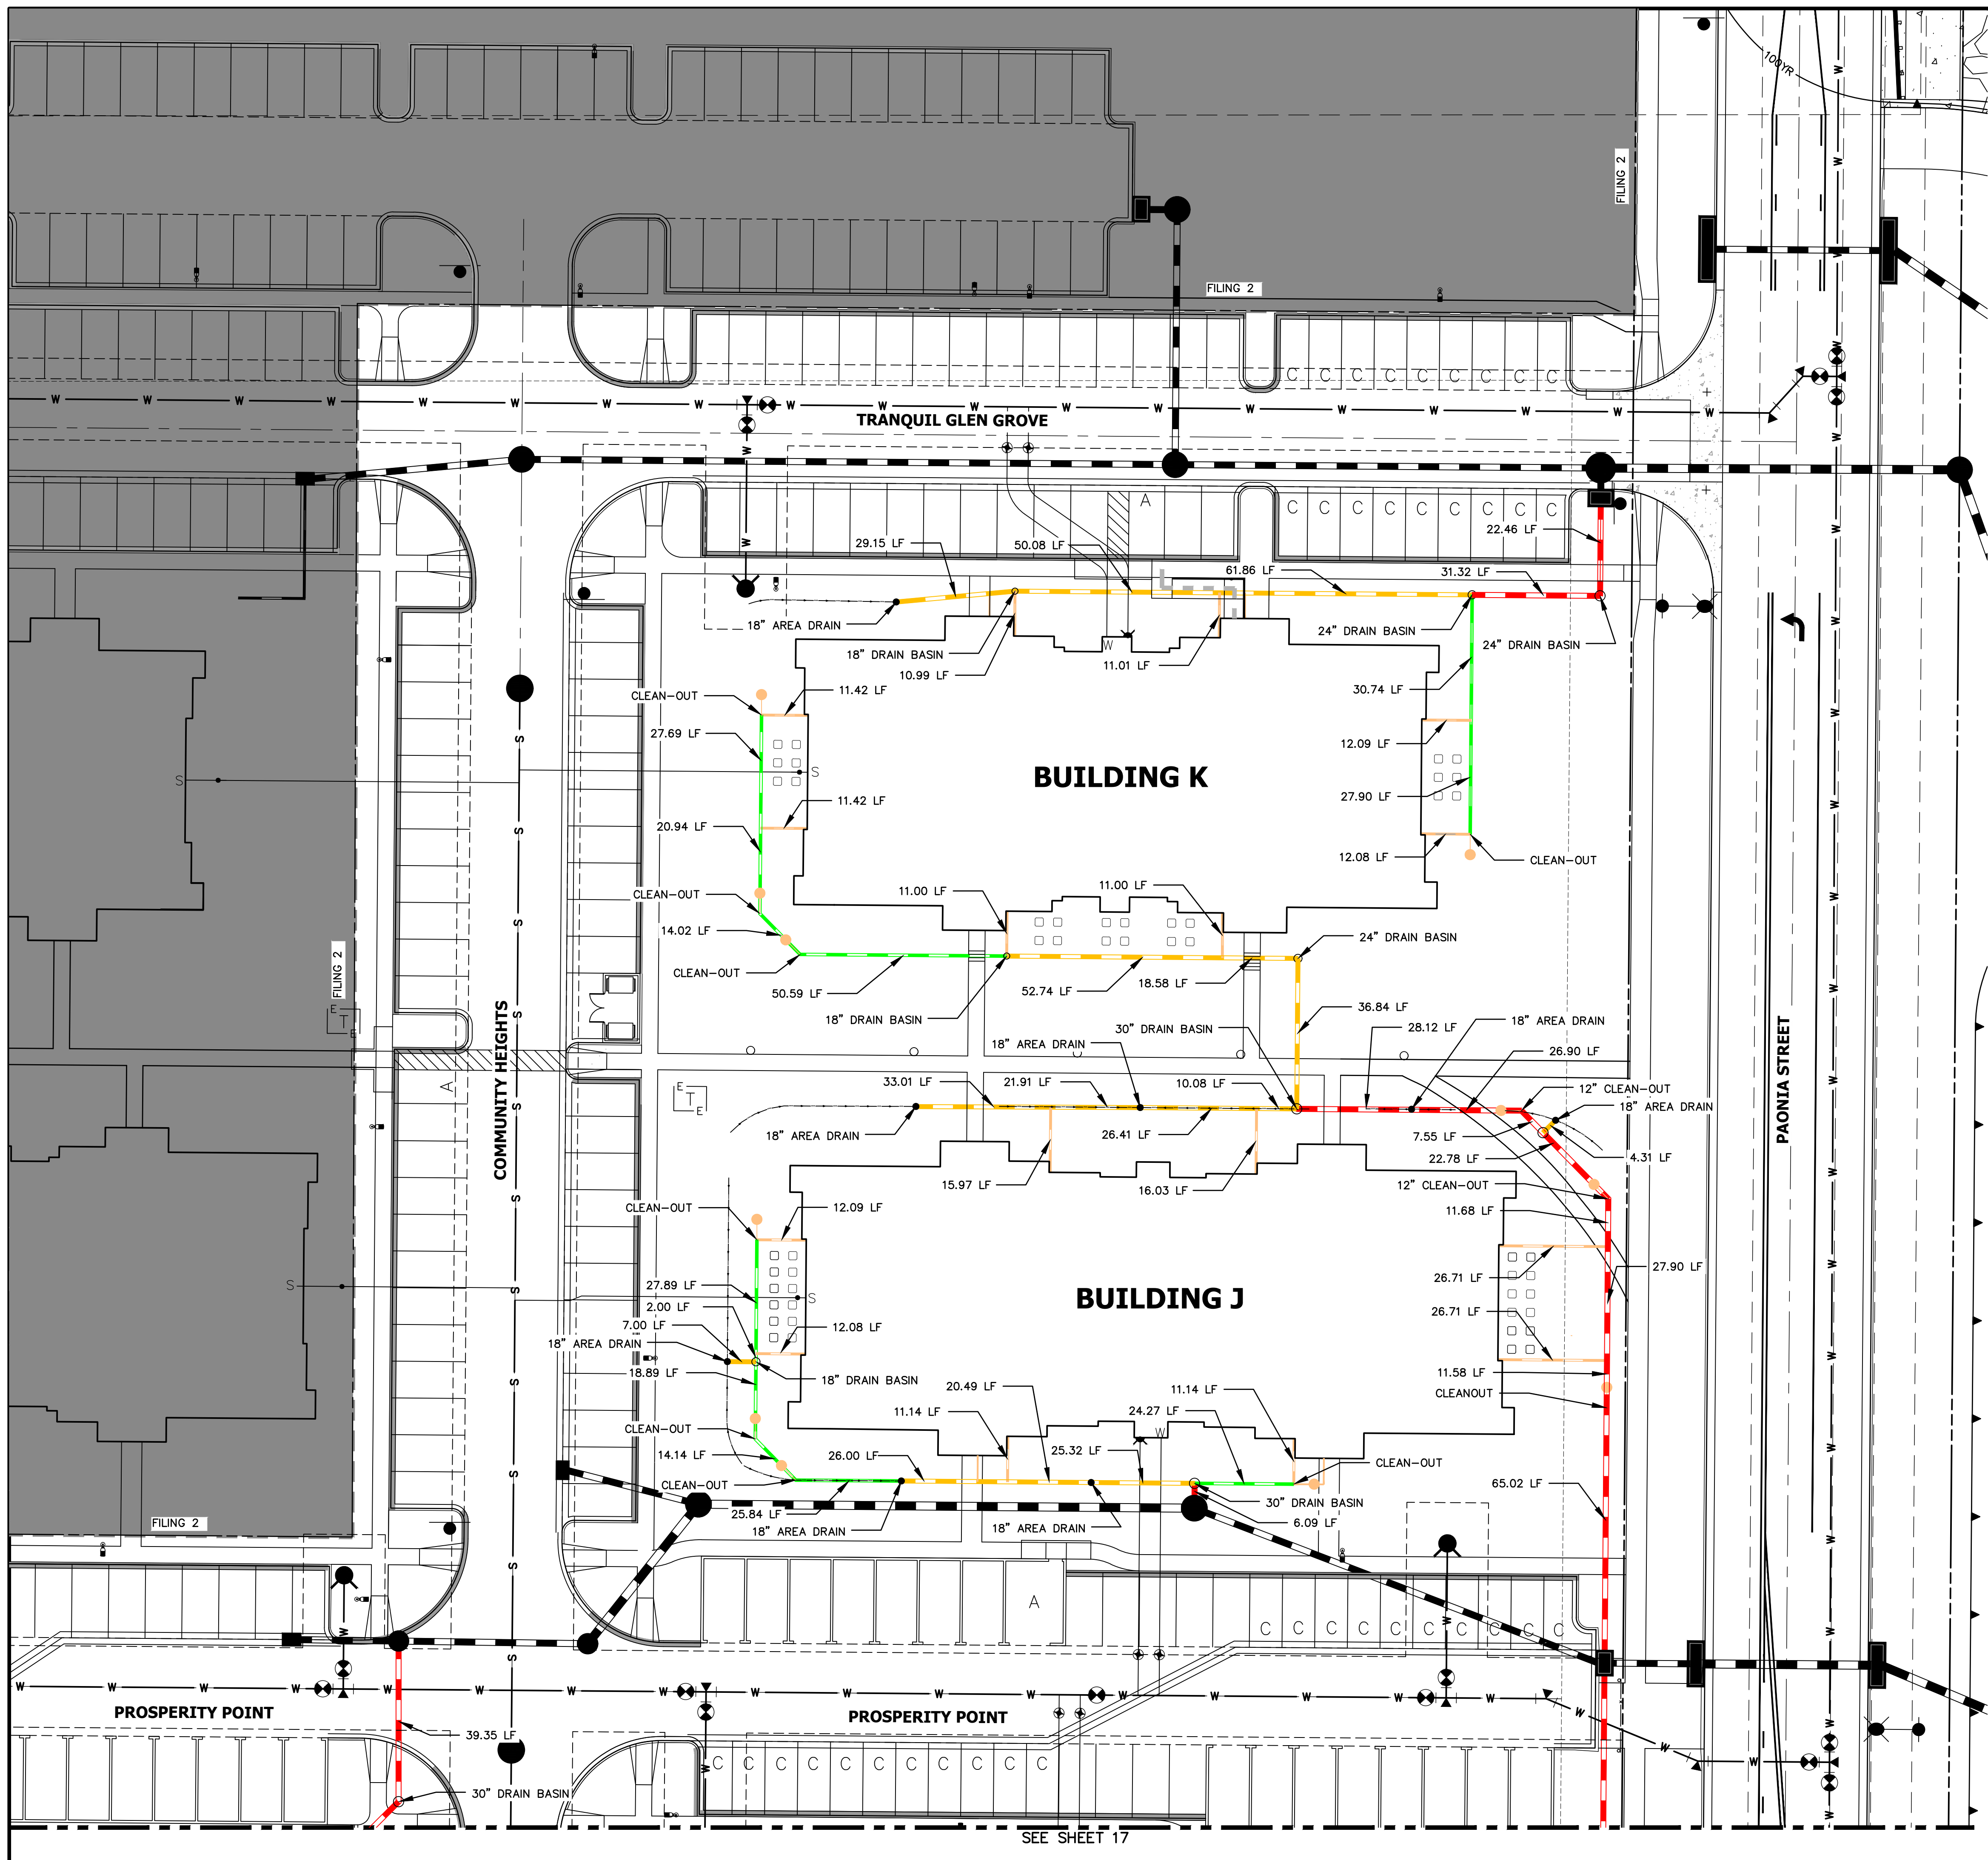 100YR
FILING 2
FILING 2
W W W W W W W W W W W W W W W W W W
TRANQUIL GLEN GROVE
C C C C C C C C C
A
C C C C C C C C C
22.46 LF
29.15 LF
50.08 LF
61.86 LF
31.32 LF
18" AREA DRAIN
24" DRAIN BASIN
24" DRAIN BASIN
18" DRAIN BASIN
W
11.01 LF
10.99 LF
CLEAN-OUT
11.42 LF
30.74 LF
27.69 LF
12.09 LF
S
S
BUILDING K
11.42 LF
27.90 LF
20.94 LF
12.08 LF
CLEAN-OUT
CLEAN-OUT
11.00 LF
11.00 LF
14.02 LF
24" DRAIN BASIN
CLEAN-OUT
FILING 2
50.59 LF
52.74 LF
18.58 LF
36.84 LF
E
T
E
18" DRAIN BASIN
30" DRAIN BASIN
28.12 LF
18" AREA DRAIN
18" AREA DRAIN
26.90 LF
COMMUNITY HEIGHTS
PAONIA STREET
A
E
T
E
33.01 LF
21.91 LF
10.08 LF
12" CLEAN-OUT
18" AREA DRAIN
18" AREA DRAIN
26.41 LF
7.55 LF
22.78 LF
4.31 LF
15.97 LF
16.03 LF
12" CLEAN-OUT
CLEAN-OUT
12.09 LF
11.68 LF
27.90 LF
S
27.89 LF
S
BUILDING J
26.71 LF
2.00 LF
26.71 LF
7.00 LF
12.08 LF
18" AREA DRAIN
18.89 LF
18" DRAIN BASIN
11.58 LF
20.49 LF
11.14 LF
CLEANOUT
11.14 LF
24.27 LF
CLEAN-OUT
W
14.14 LF
26.00 LF
25.32 LF
CLEAN-OUT
CLEAN-OUT
65.02 LF
30" DRAIN BASIN
25.84 LF
6.09 LF
FILING 2
18" AREA DRAIN
18" AREA DRAIN
A
C C C C C C C C C C
W W W W W W W W W W W W W W W
PROSPERITY POINT
PROSPERITY POINT
39.35 LF
C C C C C C C C C C C
30" DRAIN BASIN
SEE SHEET 17